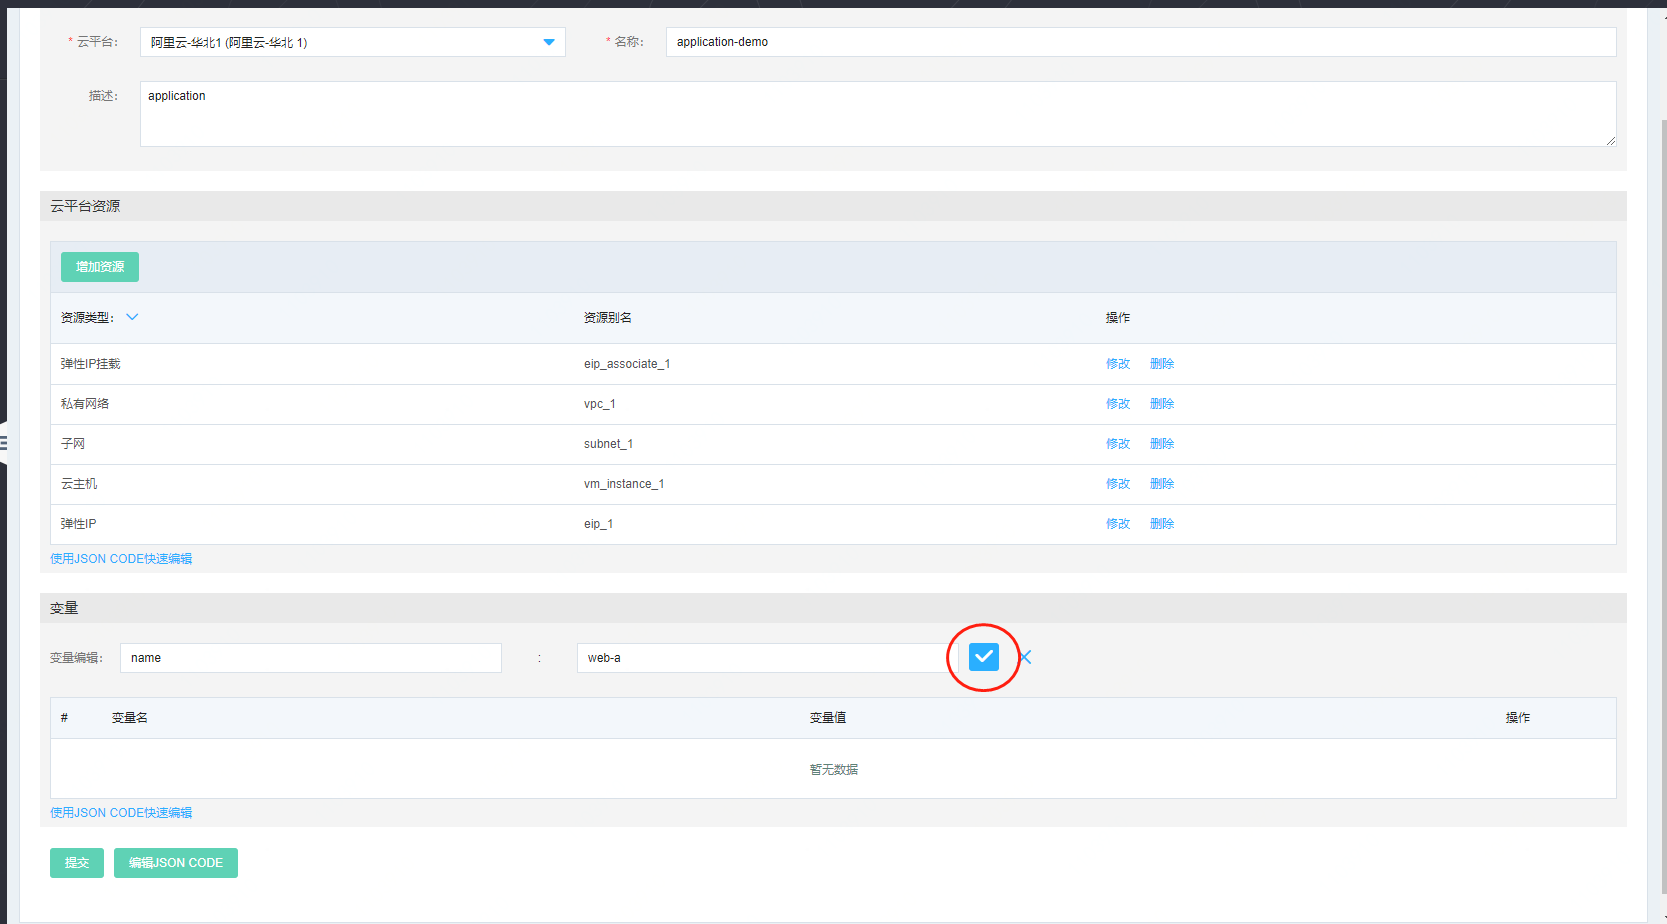 * 云平台: 阿里云-华北1 (阿里云-华北 1) * 名称: application-demo
描述: application
云平台资源
增加资源
资源类型: 资源别名 操作
弹性IP挂载 eip_associate_1 修改 删除
私有网络 vpc_1 修改 删除
子网 subnet_1 修改 删除
云主机 vm_instance_1 修改 删除
弹性IP eip_1 修改 删除
使用JSON CODE快速编辑
变量
变量编辑: name : web-a
# 变量名 变量值 操作
暂无数据
使用JSON CODE快速编辑
提交 编辑JSON CODE